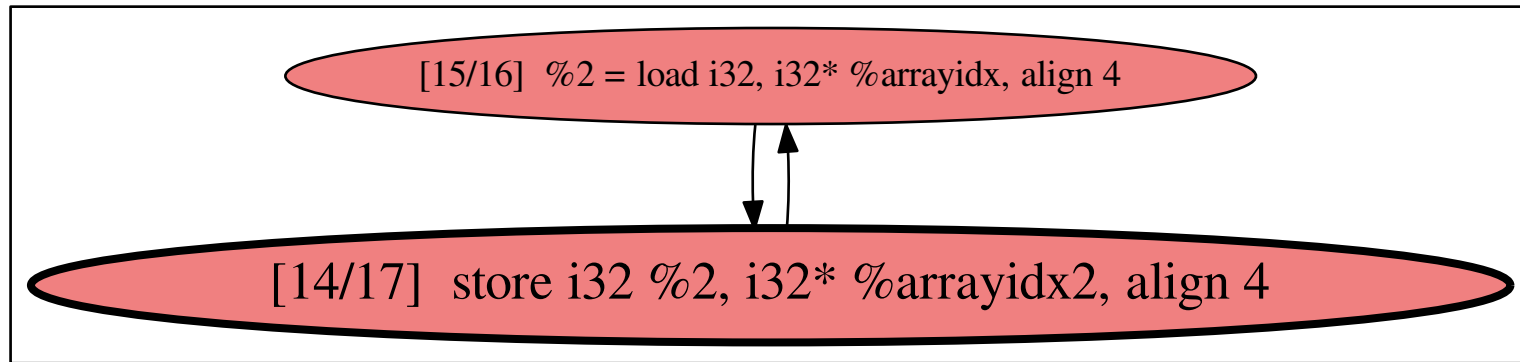 [15/16]  %2 = load i32, i32* %arrayidx, align 4
[14/17]  store i32 %2, i32* %arrayidx2, align 4